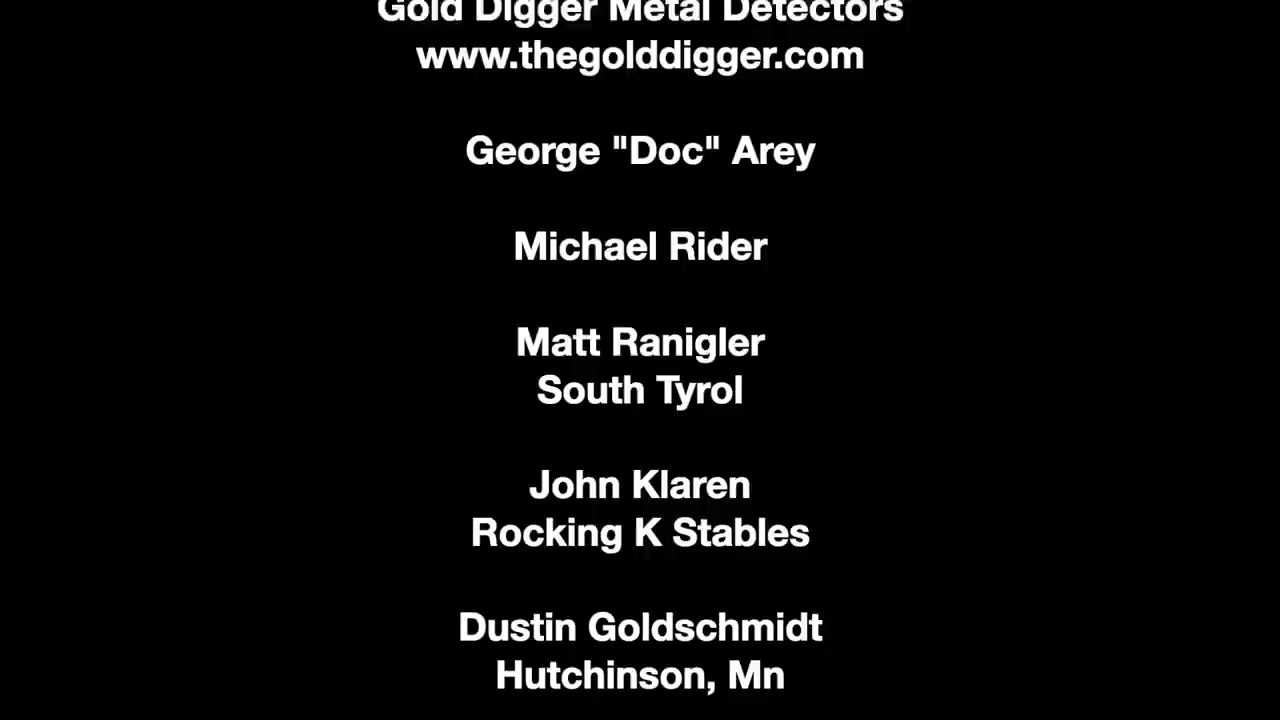 Gold Digger Metal Detectors
www.thegolddigger.com
George "Doc" Arey
Michael Rider
Matt Ranigler
South Tyrol
John Klaren
Rocking K Stables
Dustin Goldschmidt
Hutchinson, Mn